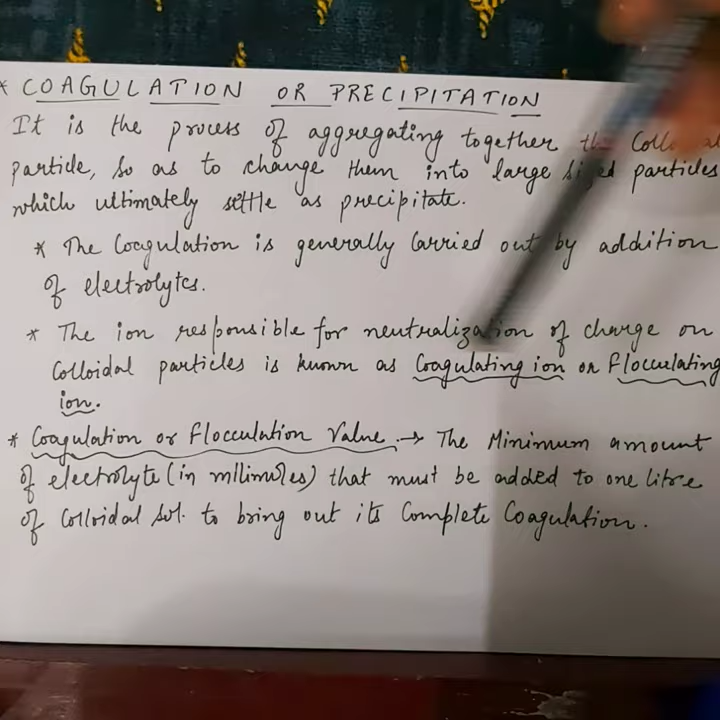 * COAGULATION OR PRECIPITATION
It is the process of aggregating together the
particle, so as to change them into large sized particles
which ultimately settle as precipitate.
* The Coagulation is generally Carried out by addition
of electrolytes.
* The ion responsible for neutralization of charge on
Colloidal particles is known as Coagulating ion or Flocculating
ion.
* Coagulation or Flocculation Value → The Minimum amount
of electrolyte (in millimoles) that must be added to one litre
of Colloidal Sol. to bring out its Complete Coagulation.